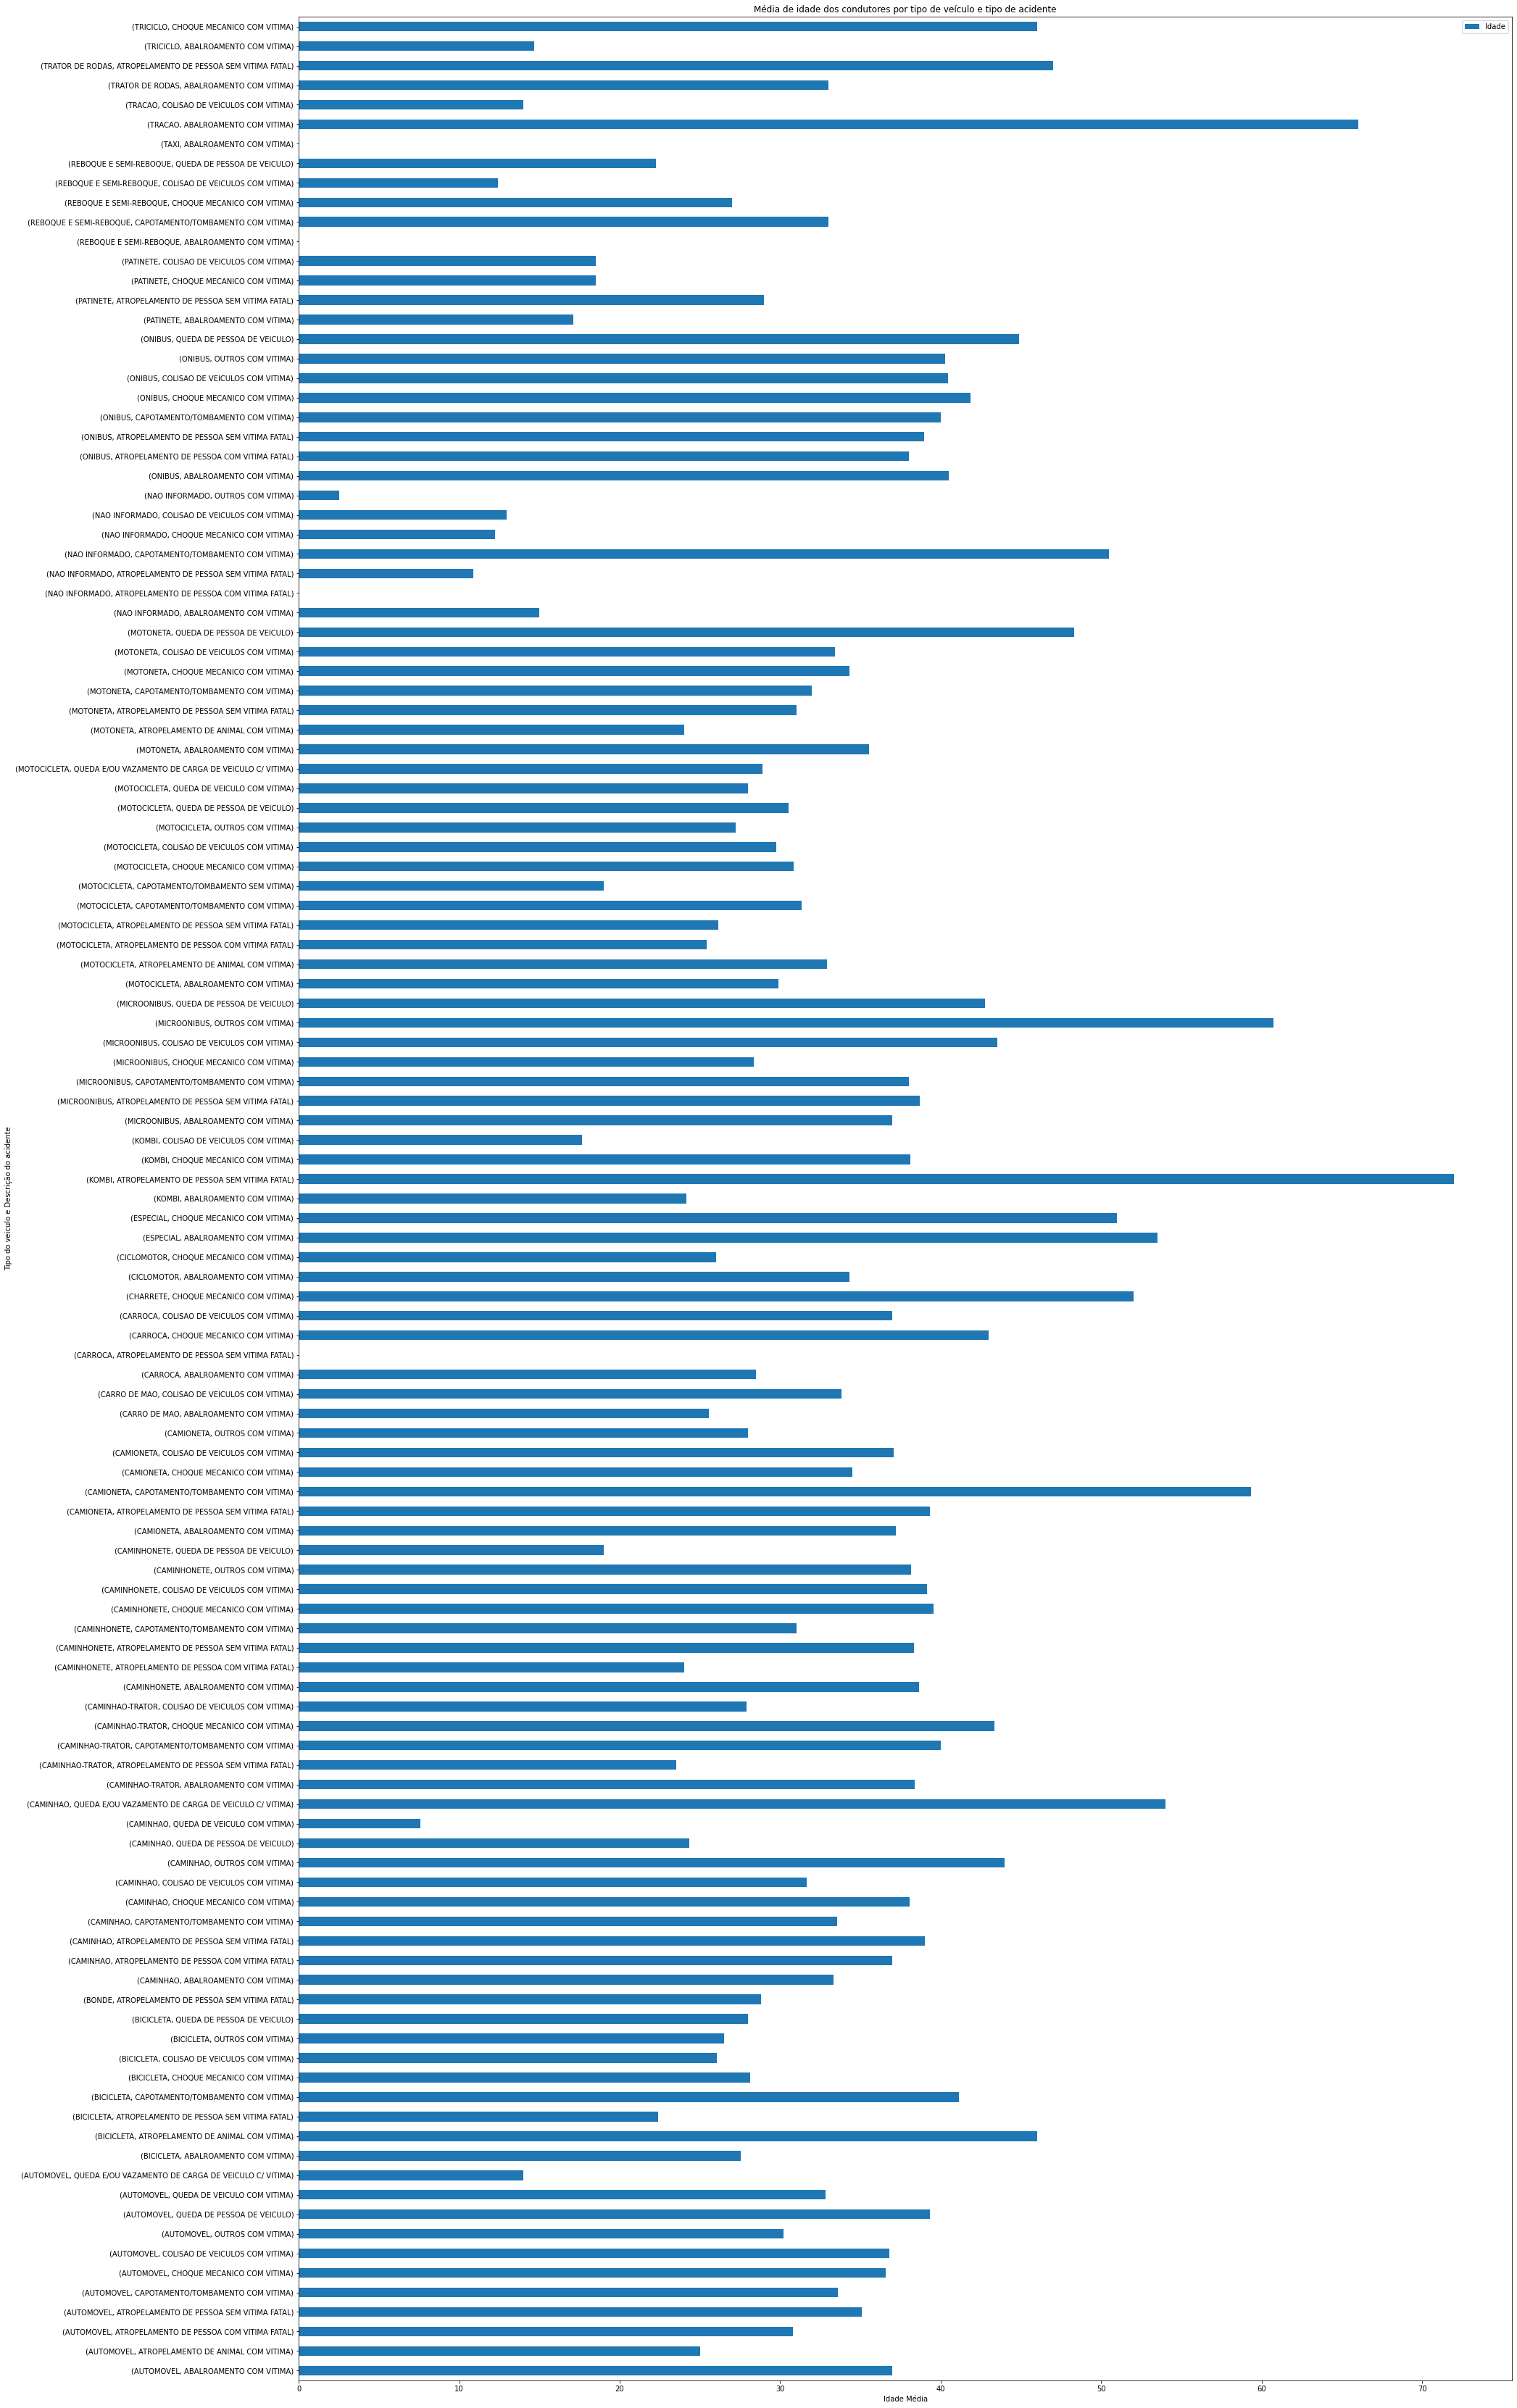 Média de idade dos condutores por tipo de veículo e tipo de acidente
Idade
(TRICICLO, CHOQUE MECANICO COM VITIMA)
(TRICICLO, ABALROAMENTO COM VITIMA)
(TRATOR DE RODAS, ATROPELAMENTO DE PESSOA SEM VITIMA FATAL)
(TRATOR DE RODAS, ABALROAMENTO COM VITIMA)
(TRACAO, COLISAO DE VEICULOS COM VITIMA)
(TRACAO, ABALROAMENTO COM VITIMA)
(TAXI, ABALROAMENTO COM VITIMA)
(REBOQUE E SEMI-REBOQUE, QUEDA DE PESSOA DE VEICULO)
(REBOQUE E SEMI-REBOQUE, COLISAO DE VEICULOS COM VITIMA)
(REBOQUE E SEMI-REBOQUE, CHOQUE MECANICO COM VITIMA)
(REBOQUE E SEMI-REBOQUE, CAPOTAMENTO/TOMBAMENTO COM VITIMA)
(REBOQUE E SEMI-REBOQUE, ABALROAMENTO COM VITIMA)
(PATINETE, COLISAO DE VEICULOS COM VITIMA)
(PATINETE, CHOQUE MECANICO COM VITIMA)
(PATINETE, ATROPELAMENTO DE PESSOA SEM VITIMA FATAL)
(PATINETE, ABALROAMENTO COM VITIMA)
(ONIBUS, QUEDA DE PESSOA DE VEICULO)
(ONIBUS, OUTROS COM VITIMA)
(ONIBUS, COLISAO DE VEICULOS COM VITIMA)
(ONIBUS, CHOQUE MECANICO COM VITIMA)
(ONIBUS, CAPOTAMENTO/TOMBAMENTO COM VITIMA)
(ONIBUS, ATROPELAMENTO DE PESSOA SEM VITIMA FATAL)
(ONIBUS, ATROPELAMENTO DE PESSOA COM VITIMA FATAL)
(ONIBUS, ABALROAMENTO COM VITIMA)
(NAO INFORMADO, OUTROS COM VITIMA)
(NAO INFORMADO, COLISAO DE VEICULOS COM VITIMA)
(NAO INFORMADO, CHOQUE MECANICO COM VITIMA)
(NAO INFORMADO, CAPOTAMENTO/TOMBAMENTO COM VITIMA)
(NAO INFORMADO, ATROPELAMENTO DE PESSOA SEM VITIMA FATAL)
(NAO INFORMADO, ATROPELAMENTO DE PESSOA COM VITIMA FATAL)
(NAO INFORMADO, ABALROAMENTO COM VITIMA)
(MOTONETA, QUEDA DE PESSOA DE VEICULO)
(MOTONETA, COLISAO DE VEICULOS COM VITIMA)
(MOTONETA, CHOQUE MECANICO COM VITIMA)
(MOTONETA, CAPOTAMENTO/TOMBAMENTO COM VITIMA)
(MOTONETA, ATROPELAMENTO DE PESSOA SEM VITIMA FATAL)
(MOTONETA, ATROPELAMENTO DE ANIMAL COM VITIMA)
(MOTONETA, ABALROAMENTO COM VITIMA)
(MOTOCICLETA, QUEDA E/OU VAZAMENTO DE CARGA DE VEICULO C/ VITIMA)
(MOTOCICLETA, QUEDA DE VEICULO COM VITIMA)
(MOTOCICLETA, QUEDA DE PESSOA DE VEICULO)
(MOTOCICLETA, OUTROS COM VITIMA)
(MOTOCICLETA, COLISAO DE VEICULOS COM VITIMA)
(MOTOCICLETA, CHOQUE MECANICO COM VITIMA)
(MOTOCICLETA, CAPOTAMENTO/TOMBAMENTO SEM VITIMA)
(MOTOCICLETA, CAPOTAMENTO/TOMBAMENTO COM VITIMA)
(MOTOCICLETA, ATROPELAMENTO DE PESSOA SEM VITIMA FATAL)
(MOTOCICLETA, ATROPELAMENTO DE PESSOA COM VITIMA FATAL)
(MOTOCICLETA, ATROPELAMENTO DE ANIMAL COM VITIMA)
(MOTOCICLETA, ABALROAMENTO COM VITIMA)
(MICROONIBUS, QUEDA DE PESSOA DE VEICULO)
(MICROONIBUS, OUTROS COM VITIMA)
(MICROONIBUS, COLISAO DE VEICULOS COM VITIMA)
(MICROONIBUS, CHOQUE MECANICO COM VITIMA)
(MICROONIBUS, CAPOTAMENTO/TOMBAMENTO COM VITIMA)
(MICROONIBUS, ATROPELAMENTO DE PESSOA SEM VITIMA FATAL)
(MICROONIBUS, ABALROAMENTO COM VITIMA)
(KOMBI, COLISAO DE VEICULOS COM VITIMA)
(KOMBI, CHOQUE MECANICO COM VITIMA)
(KOMBI, ATROPELAMENTO DE PESSOA SEM VITIMA FATAL)
(KOMBI, ABALROAMENTO COM VITIMA)
(ESPECIAL, CHOQUE MECANICO COM VITIMA)
(ESPECIAL, ABALROAMENTO COM VITIMA)
(CICLOMOTOR, CHOQUE MECANICO COM VITIMA)
(CICLOMOTOR, ABALROAMENTO COM VITIMA)
(CHARRETE, CHOQUE MECANICO COM VITIMA)
(CARROCA, COLISAO DE VEICULOS COM VITIMA)
(CARROCA, CHOQUE MECANICO COM VITIMA)
(CARROCA, ATROPELAMENTO DE PESSOA SEM VITIMA FATAL)
(CARROCA, ABALROAMENTO COM VITIMA)
(CARRO DE MAO, COLISAO DE VEICULOS COM VITIMA)
(CARRO DE MAO, ABALROAMENTO COM VITIMA)
(CAMIONETA, OUTROS COM VITIMA)
(CAMIONETA, COLISAO DE VEICULOS COM VITIMA)
(CAMIONETA, CHOQUE MECANICO COM VITIMA)
(CAMIONETA, CAPOTAMENTO/TOMBAMENTO COM VITIMA)
(CAMIONETA, ATROPELAMENTO DE PESSOA SEM VITIMA FATAL)
(CAMIONETA, ABALROAMENTO COM VITIMA)
(CAMINHONETE, QUEDA DE PESSOA DE VEICULO)
(CAMINHONETE, OUTROS COM VITIMA)
(CAMINHONETE, COLISAO DE VEICULOS COM VITIMA)
(CAMINHONETE, CHOQUE MECANICO COM VITIMA)
(CAMINHONETE, CAPOTAMENTO/TOMBAMENTO COM VITIMA)
(CAMINHONETE, ATROPELAMENTO DE PESSOA SEM VITIMA FATAL)
(CAMINHONETE, ATROPELAMENTO DE PESSOA COM VITIMA FATAL)
(CAMINHONETE, ABALROAMENTO COM VITIMA)
(CAMINHAO-TRATOR, COLISAO DE VEICULOS COM VITIMA)
(CAMINHAO-TRATOR, CHOQUE MECANICO COM VITIMA)
(CAMINHAO-TRATOR, CAPOTAMENTO/TOMBAMENTO COM VITIMA)
(CAMINHAO-TRATOR, ATROPELAMENTO DE PESSOA SEM VITIMA FATAL)
(CAMINHAO-TRATOR, ABALROAMENTO COM VITIMA)
(CAMINHAO, QUEDA E/OU VAZAMENTO DE CARGA DE VEICULO C/ VITIMA)
(CAMINHAO, QUEDA DE VEICULO COM VITIMA)
(CAMINHAO, QUEDA DE PESSOA DE VEICULO)
(CAMINHAO, OUTROS COM VITIMA)
(CAMINHAO, COLISAO DE VEICULOS COM VITIMA)
(CAMINHAO, CHOQUE MECANICO COM VITIMA)
(CAMINHAO, CAPOTAMENTO/TOMBAMENTO COM VITIMA)
(CAMINHAO, ATROPELAMENTO DE PESSOA SEM VITIMA FATAL)
(CAMINHAO, ATROPELAMENTO DE PESSOA COM VITIMA FATAL)
(CAMINHAO, ABALROAMENTO COM VITIMA)
(BONDE, ATROPELAMENTO DE PESSOA SEM VITIMA FATAL)
(BICICLETA, QUEDA DE PESSOA DE VEICULO)
(BICICLETA, OUTROS COM VITIMA)
(BICICLETA, COLISAO DE VEICULOS COM VITIMA)
(BICICLETA, CHOQUE MECANICO COM VITIMA)
(BICICLETA, CAPOTAMENTO/TOMBAMENTO COM VITIMA)
(BICICLETA, ATROPELAMENTO DE PESSOA SEM VITIMA FATAL)
(BICICLETA, ATROPELAMENTO DE ANIMAL COM VITIMA)
(BICICLETA, ABALROAMENTO COM VITIMA)
(AUTOMOVEL, QUEDA E/OU VAZAMENTO DE CARGA DE VEICULO C/ VITIMA)
(AUTOMOVEL, QUEDA DE VEICULO COM VITIMA)
(AUTOMOVEL, QUEDA DE PESSOA DE VEICULO)
(AUTOMOVEL, OUTROS COM VITIMA)
(AUTOMOVEL, COLISAO DE VEICULOS COM VITIMA)
(AUTOMOVEL, CHOQUE MECANICO COM VITIMA)
(AUTOMOVEL, CAPOTAMENTO/TOMBAMENTO COM VITIMA)
(AUTOMOVEL, ATROPELAMENTO DE PESSOA SEM VITIMA FATAL)
(AUTOMOVEL, ATROPELAMENTO DE PESSOA COM VITIMA FATAL)
(AUTOMOVEL, ATROPELAMENTO DE ANIMAL COM VITIMA)
(AUTOMOVEL, ABALROAMENTO COM VITIMA)
Tipo do veiculo e Descrição do acidente
0 10 20 30 40 50 60 70
Idade Média